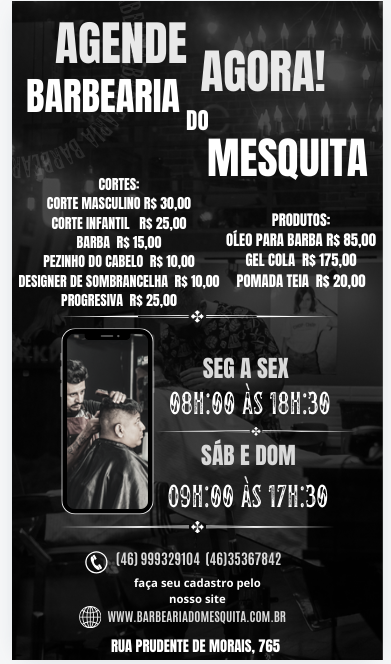 AGENDE
AGORA!
BARBEARIA
DO
MESQUITA
CORTES:
CORTE MASCULINO R$ 30,00
CORTE INFANTIL R$ 25,00
BARBA R$ 15,00
PEZINHO DO CABELO R$ 10,00
DESIGNER DE SOMBRANCELHA R$ 10,00
PROGRESIVA R$ 25,00
PRODUTOS:
OÍLEO PARA BARBA R$ 85,00
GEL COLA R$ 175,00
POMADA TEIA R$ 20,00
SEG A SEX
08H:00 ÀS 18H:30
SÁB E DOM
09H:00 ÀS 17H:30
(46) 999329104 (46)35367842
faça seu cadastro pelo
nosso site
WWW.BARBEARIADOMESQUITA.COM.BR
RUA PRUDENTE DE MORAIS, 765